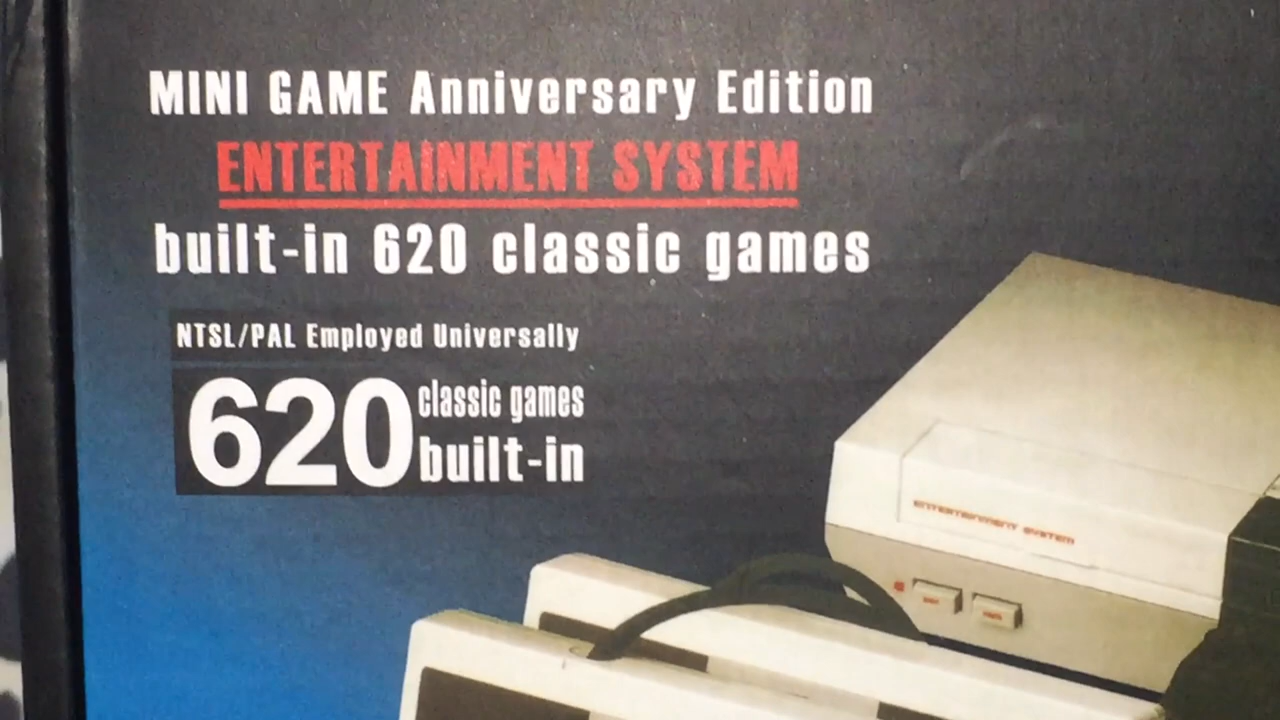 MINI GAME Anniversary Edition
ENTERTAINMENT SYSTEM
built-in 620 classic games
NTSL/PAL Employed Universally
620 classic games
built-in
ENTERTAINMENT SYSTEM